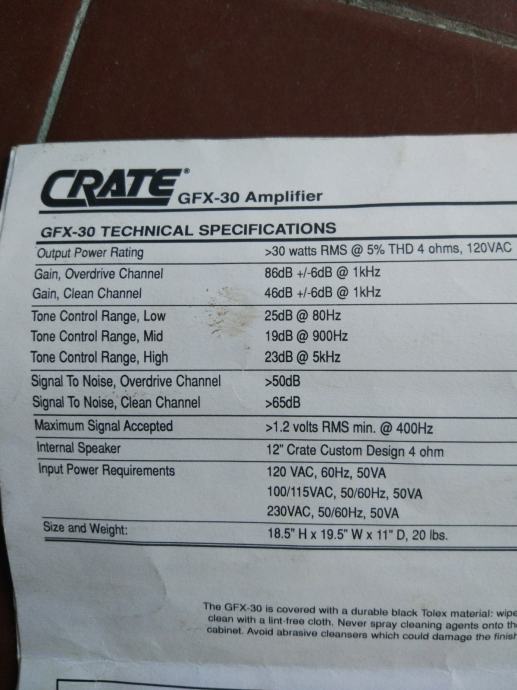 CRATE® GFX-30 Amplifier
GFX-30 TECHNICAL SPECIFICATIONS
Output Power Rating >30 watts RMS @ 5% THD 4 ohms, 120VAC
Gain, Overdrive Channel 86dB +/-6dB @ 1kHz
Gain, Clean Channel 46dB +/-6dB @ 1kHz
Tone Control Range, Low 25dB @ 80Hz
Tone Control Range, Mid 19dB @ 900Hz
Tone Control Range, High 23dB @ 5kHz
Signal To Noise, Overdrive Channel >50dB
Signal To Noise, Clean Channel >65dB
Maximum Signal Accepted >1.2 volts RMS min. @ 400Hz
Internal Speaker 12" Crate Custom Design 4 ohm
Input Power Requirements 120 VAC, 60Hz, 50VA
100/115VAC, 50/60Hz, 50VA
230VAC, 50/60Hz, 50VA
Size and Weight: 18.5" H x 19.5" W x 11" D, 20 lbs.
The GFX-30 is covered with a durable black Tolex material: wipe
clean with a lint-free cloth. Never spray cleaning agents onto
cabinet. Avoid abrasive cleansers which could damage the finish